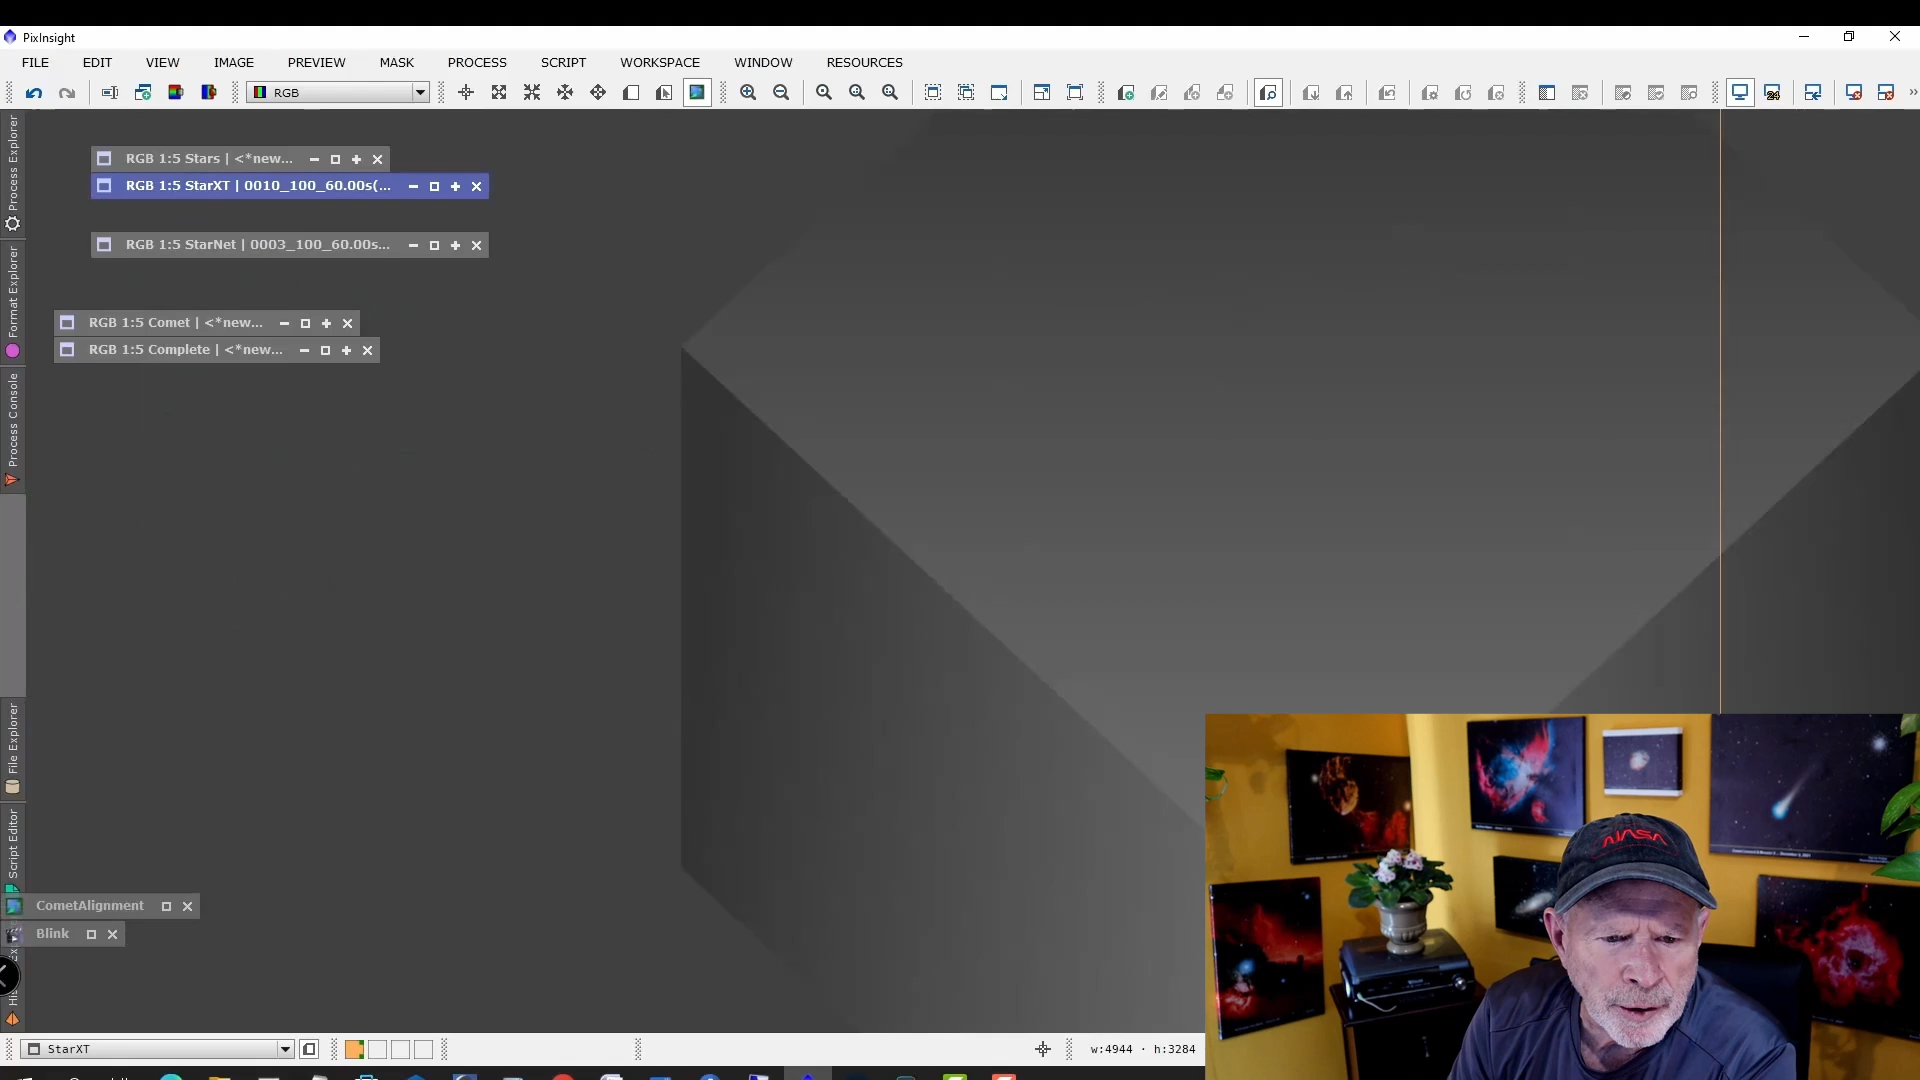 PixInsight
FILE EDIT VIEW IMAGE PREVIEW MASK PROCESS SCRIPT WORKSPACE WINDOW RESOURCES
RGB
24
Process Explorer
Format Explorer
Process Console
File Explorer
Script Editor
RGB 1:5 Stars | <*new...
RGB 1:5 StarXT | 0010_100_60.00s(...
RGB 1:5 StarNet | 0003_100_60.00s...
RGB 1:5 Comet | <*new...
RGB 1:5 Complete | <*new...
CometAlignment
Blink
StarXT
w:4944 · h:3284
NASA